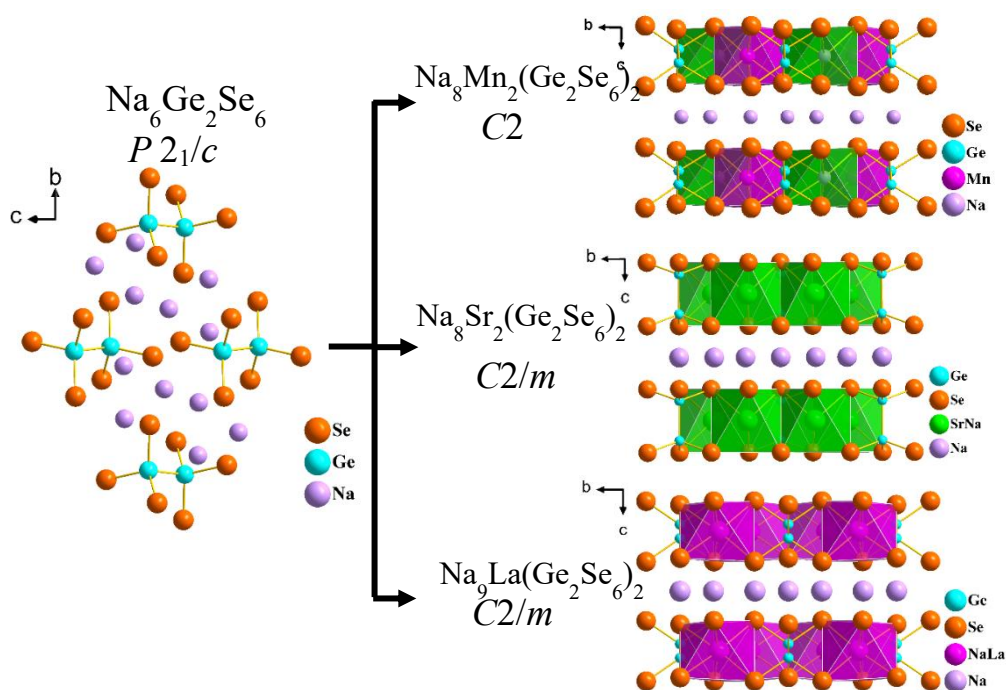 Na₆Ge₂Se₆
P 2₁/c
b
c
Se
Ge
Na
Na₈Mn₂(Ge₂Se₆)₂
C2
b
c
Se
Ge
Mn
Na
Na₈Sr₂(Ge₂Se₆)₂
C2/m
b
c
Ge
Se
SrNa
Na
Na₉La(Ge₂Se₆)₂
C2/m
b
c
Ge
Se
NaLa
Na